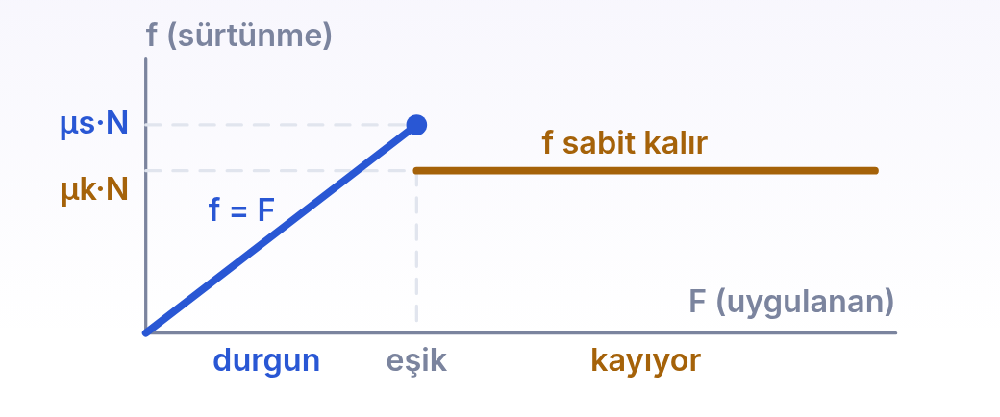 f (sürtünme)
μs·N
f sabit kalır
μk·N
f = F
F (uygulanan)
durgun
eşik
kayıyor